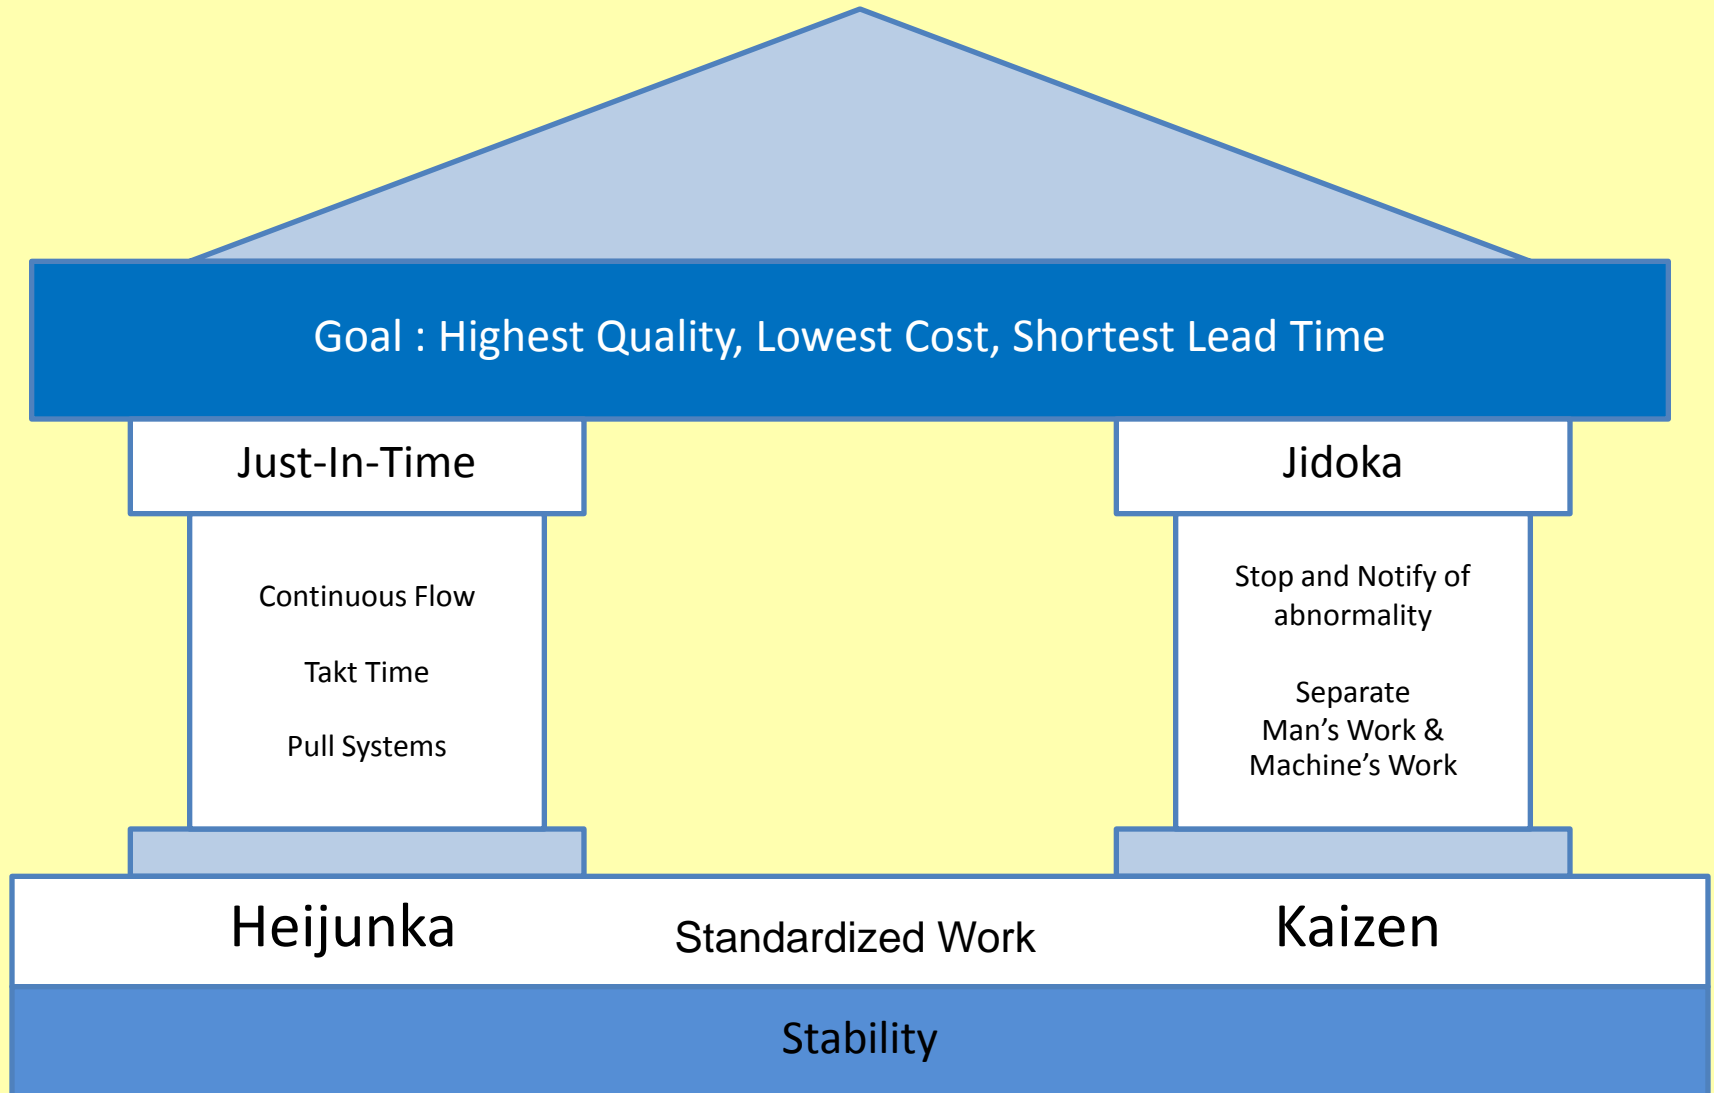 Goal : Highest Quality, Lowest Cost, Shortest Lead Time
Just-In-Time
Continuous Flow
Takt Time
Pull Systems
Jidoka
Stop and Notify of
abnormality
Separate
Man’s Work &
Machine’s Work
Heijunka
Standardized Work
Kaizen
Stability